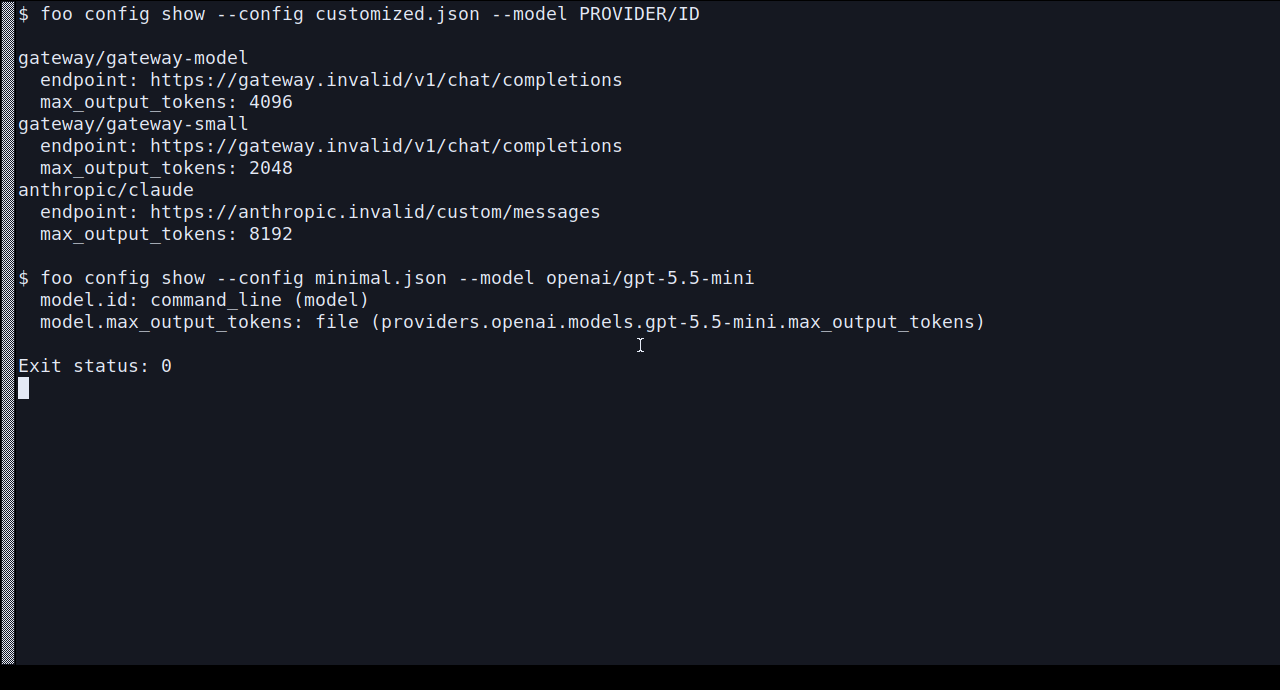 $ foo config show --config customized.json --model PROVIDER/ID
gateway/gateway-model
  endpoint: https://gateway.invalid/v1/chat/completions
  max_output_tokens: 4096
gateway/gateway-small
  endpoint: https://gateway.invalid/v1/chat/completions
  max_output_tokens: 2048
anthropic/claude
  endpoint: https://anthropic.invalid/custom/messages
  max_output_tokens: 8192
$ foo config show --config minimal.json --model openai/gpt-5.5-mini
  model.id: command_line (model)
  model.max_output_tokens: file (providers.openai.models.gpt-5.5-mini.max_output_tokens)
Exit status: 0